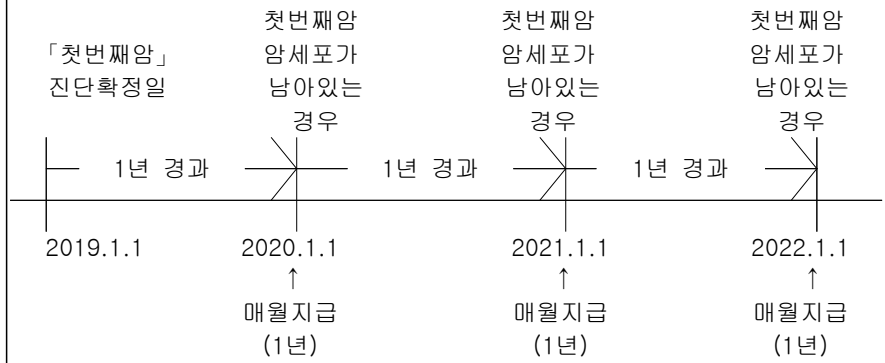 「첫번째암」
진단확정일
첫번째암
암세포가
남아있는
경우
첫번째암
암세포가
남아있는
경우
첫번째암
암세포가
남아있는
경우
1년 경과
1년 경과
1년 경과
2019.1.1
2020.1.1
2021.1.1
2022.1.1
↑
↑
↑
매월지급
(1년)
매월지급
(1년)
매월지급
(1년)